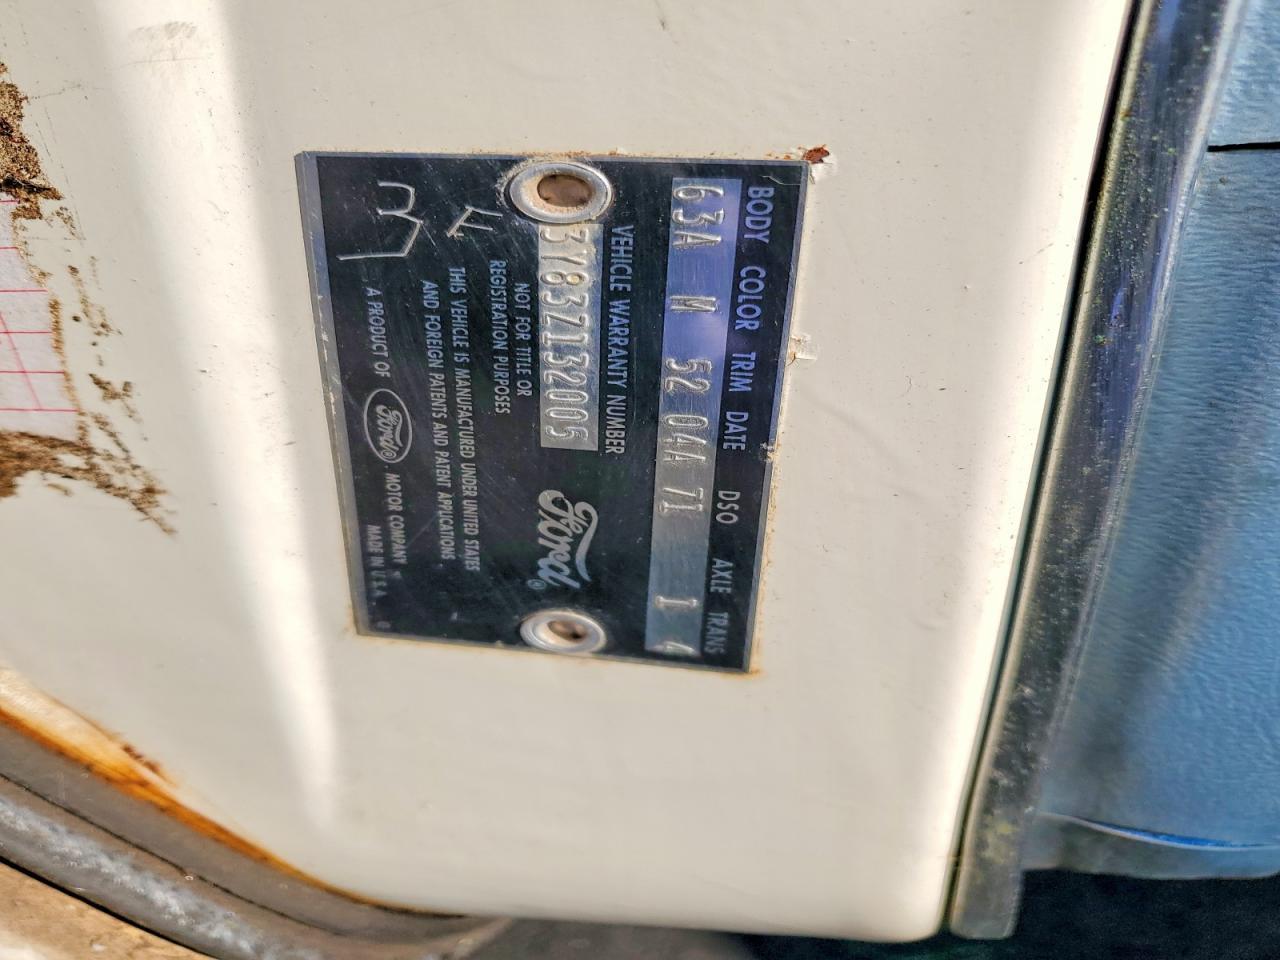 BODY COLOR TRIM DATE DSO AXLE TRANS
63A M 52 04A 71 1 4
VEHICLE WARRANTY NUMBER
3Y83Z132005
The Ford®
NOT FOR TITLE OR
REGISTRATION PURPOSES
F
THIS VEHICLE IS MANUFACTURED UNDER UNITED STATES
AND FOREIGN PATENTS AND PATENT APPLICATIONS.
3
A PRODUCT OF Ford® MOTOR COMPANY
MADE IN U.S.A.